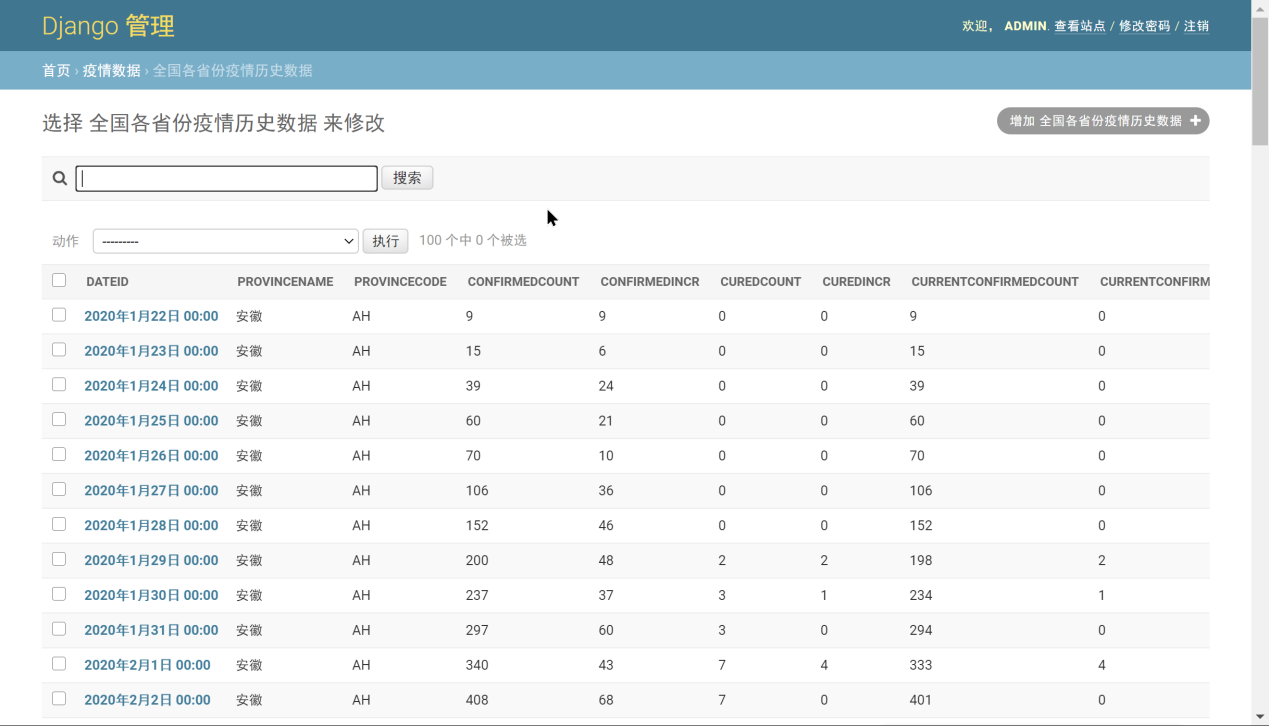 Django 管理
欢迎， ADMIN. 查看站点 / 修改密码 / 注销
首页 › 疫情数据 › 全国各省份疫情历史数据
选择 全国各省份疫情历史数据 来修改
增加 全国各省份疫情历史数据 +
搜索
动作 --------- 执行 100 个中 0 个被选
DATEID PROVINCENAME PROVINCECODE CONFIRMEDCOUNT CONFIRMEDINCR CUREDCOUNT CUREDINCR CURRENTCONFIRMEDCOUNT CURRENTCONFIRM
2020年1月22日 00:00 安徽 AH 9 9 0 0 9 0
2020年1月23日 00:00 安徽 AH 15 6 0 0 15 0
2020年1月24日 00:00 安徽 AH 39 24 0 0 39 0
2020年1月25日 00:00 安徽 AH 60 21 0 0 60 0
2020年1月26日 00:00 安徽 AH 70 10 0 0 70 0
2020年1月27日 00:00 安徽 AH 106 36 0 0 106 0
2020年1月28日 00:00 安徽 AH 152 46 0 0 152 0
2020年1月29日 00:00 安徽 AH 200 48 2 2 198 2
2020年1月30日 00:00 安徽 AH 237 37 3 1 234 1
2020年1月31日 00:00 安徽 AH 297 60 3 0 294 0
2020年2月1日 00:00 安徽 AH 340 43 7 4 333 4
2020年2月2日 00:00 安徽 AH 408 68 7 0 401 0